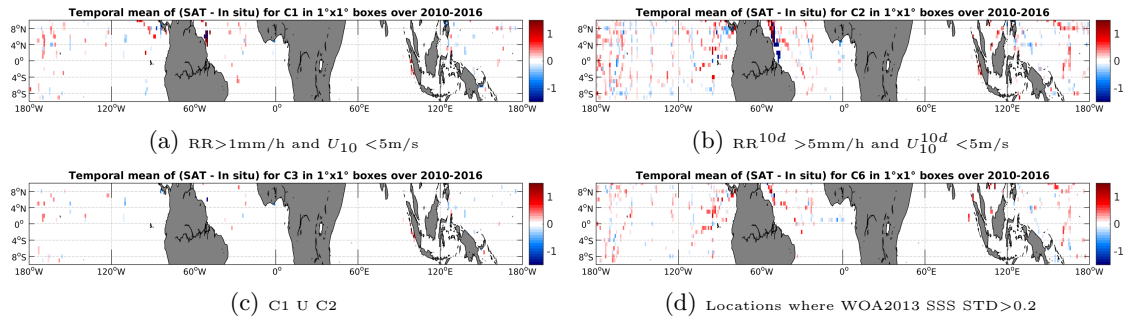 Temporal mean of (SAT - In situ) for C1 in 1°x1° boxes over 2010-2016
8°N
4°N
0°
4°S
8°S
180°W 120°W 60°W 0° 60°E 120°E 180°W
1
0
-1
(a) RR>1mm/h and U10 <5m/s
Temporal mean of (SAT - In situ) for C2 in 1°x1° boxes over 2010-2016
8°N
4°N
0°
4°S
8°S
180°W 120°W 60°W 0° 60°E 120°E 180°W
1
0
-1
(b) RR10d >5mm/h and U10d10 <5m/s
Temporal mean of (SAT - In situ) for C3 in 1°x1° boxes over 2010-2016
8°N
4°N
0°
4°S
8°S
180°W 120°W 60°W 0° 60°E 120°E 180°W
1
0
-1
(c) C1 U C2
Temporal mean of (SAT - In situ) for C6 in 1°x1° boxes over 2010-2016
8°N
4°N
0°
4°S
8°S
180°W 120°W 60°W 0° 60°E 120°E 180°W
1
0
-1
(d) Locations where WOA2013 SSS STD>0.2